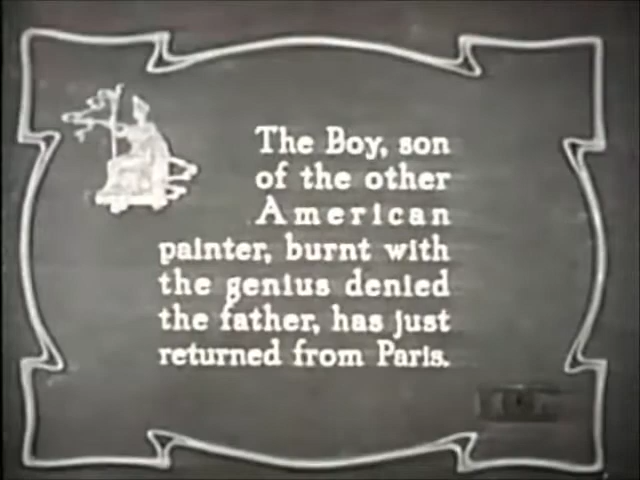 The Boy, son
of the other
American
painter, burnt with
the genius denied
the father, has just
returned from Paris.